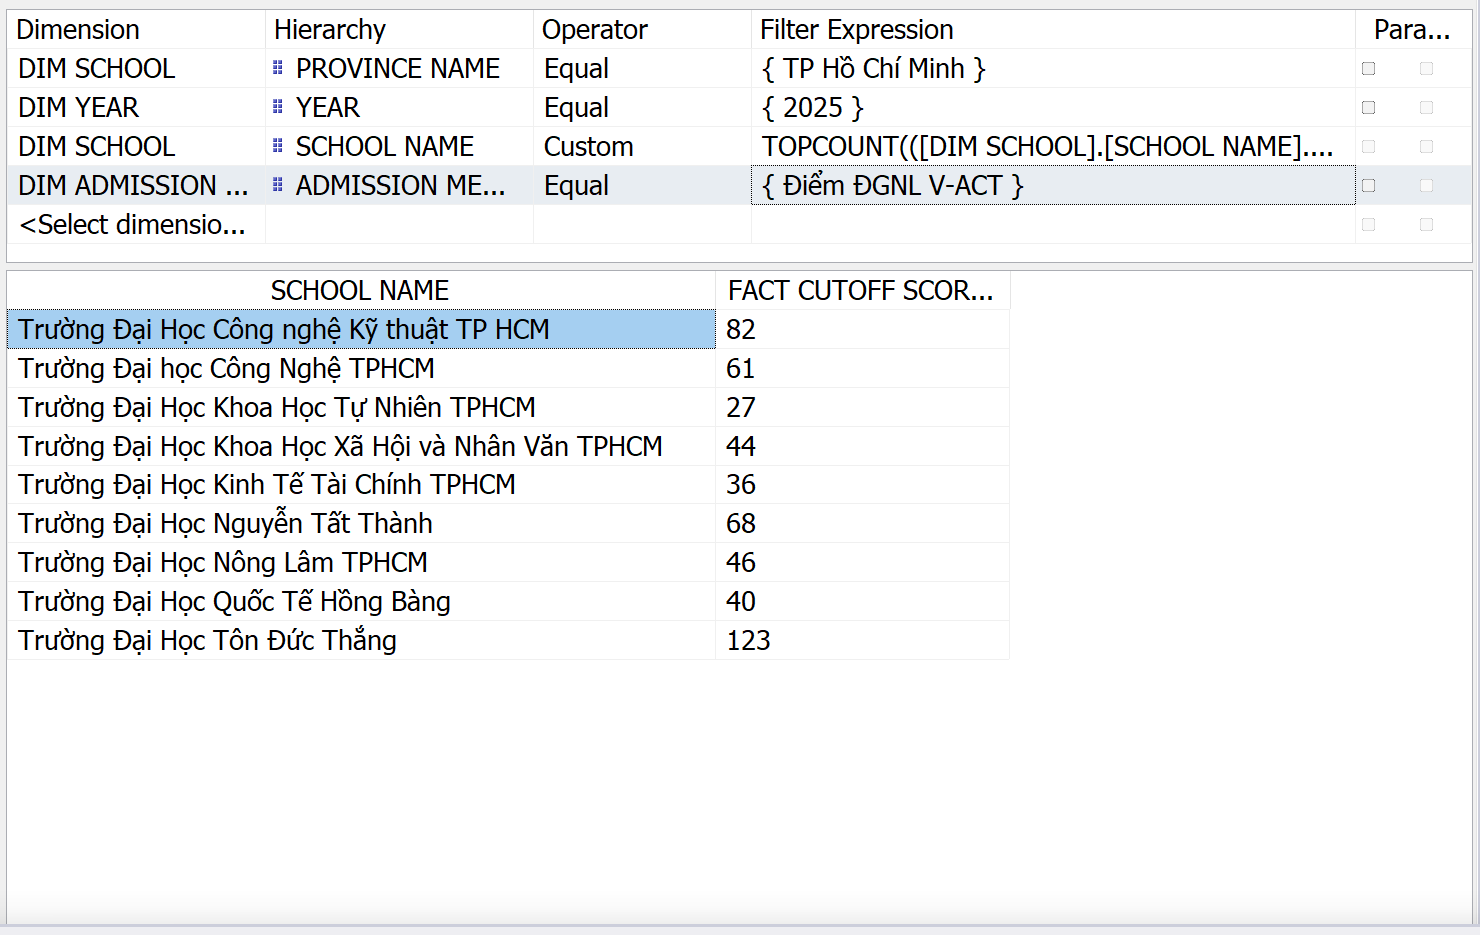 Dimension Hierarchy Operator Filter Expression Para...
DIM SCHOOL PROVINCE NAME Equal { TP Hồ Chí Minh }
DIM YEAR YEAR Equal { 2025 }
DIM SCHOOL SCHOOL NAME Custom TOPCOUNT(([DIM SCHOOL].[SCHOOL NAME]....
DIM ADMISSION ... ADMISSION ME... Equal { Điểm ĐGNL V-ACT }
<Select dimensio...
SCHOOL NAME FACT CUTOFF SCOR...
Trường Đại Học Công nghệ Kỹ thuật TP HCM 82
Trường Đại học Công Nghệ TPHCM 61
Trường Đại Học Khoa Học Tự Nhiên TPHCM 27
Trường Đại Học Khoa Học Xã Hội và Nhân Văn TPHCM 44
Trường Đại Học Kinh Tế Tài Chính TPHCM 36
Trường Đại Học Nguyễn Tất Thành 68
Trường Đại Học Nông Lâm TPHCM 46
Trường Đại Học Quốc Tế Hồng Bàng 40
Trường Đại Học Tôn Đức Thắng 123